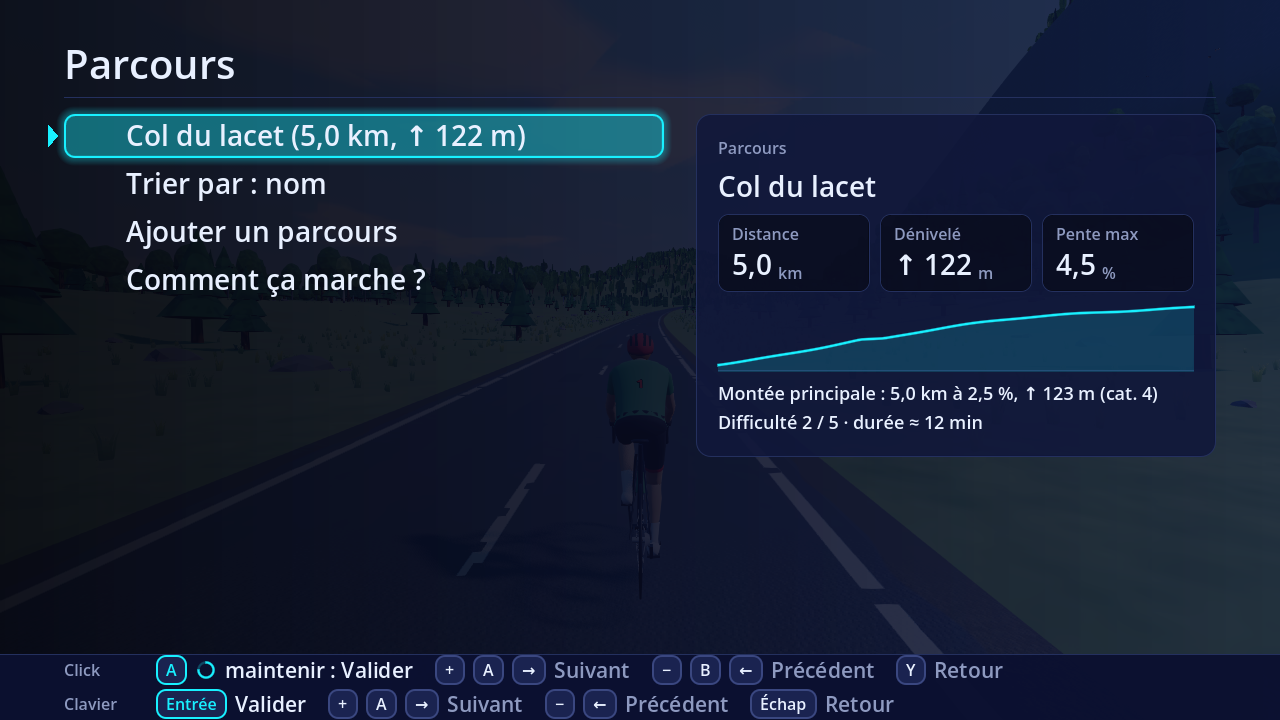 Parcours
Col du lacet (5,0 km, ↑ 122 m)
Trier par : nom
Ajouter un parcours
Comment ça marche ?
Parcours
Col du lacet
Distance
5,0 km
Dénivelé
↑ 122 m
Pente max
4,5 %
Montée principale : 5,0 km à 2,5 %, ↑ 123 m (cat. 4)
Difficulté 2 / 5 · durée ≈ 12 min
Click A maintenir : Valider + A → Suivant − B ← Précédent Y Retour
Clavier Entrée Valider + A → Suivant − ← Précédent Échap Retour